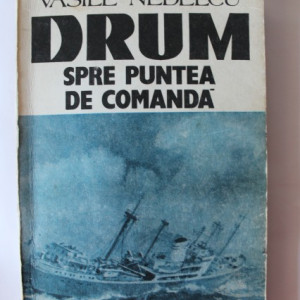 VASILE NEDELCU
DRUM
SPRE PUNTEA
DE COMANDĂ